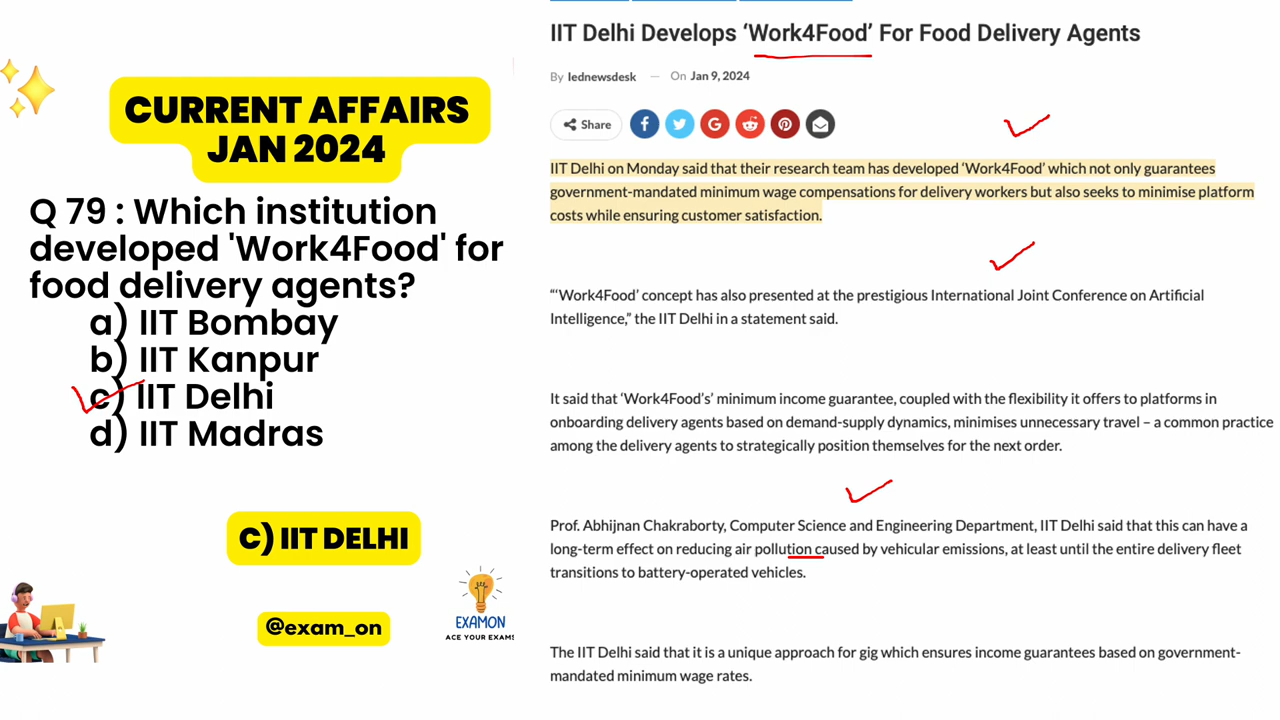 CURRENT AFFAIRS
JAN 2024
Q 79 : Which institution
developed 'Work4Food' for
food delivery agents?
a) IIT Bombay
b) IIT Kanpur
c) IIT Delhi
d) IIT Madras
C) IIT DELHI
@exam_on
EXAMON
ACE YOUR EXAMS
IIT Delhi Develops ‘Work4Food’ For Food Delivery Agents
By lednewsdesk — On Jan 9, 2024
Share
IIT Delhi on Monday said that their research team has developed ‘Work4Food’ which not only guarantees
government-mandated minimum wage compensations for delivery workers but also seeks to minimise platform
costs while ensuring customer satisfaction.
“‘Work4Food’ concept has also presented at the prestigious International Joint Conference on Artificial
Intelligence,” the IIT Delhi in a statement said.
It said that ‘Work4Food’s’ minimum income guarantee, coupled with the flexibility it offers to platforms in
onboarding delivery agents based on demand-supply dynamics, minimises unnecessary travel – a common practice
among the delivery agents to strategically position themselves for the next order.
Prof. Abhijnan Chakraborty, Computer Science and Engineering Department, IIT Delhi said that this can have a
long-term effect on reducing air pollution caused by vehicular emissions, at least until the entire delivery fleet
transitions to battery-operated vehicles.
The IIT Delhi said that it is a unique approach for gig which ensures income guarantees based on government-
mandated minimum wage rates.